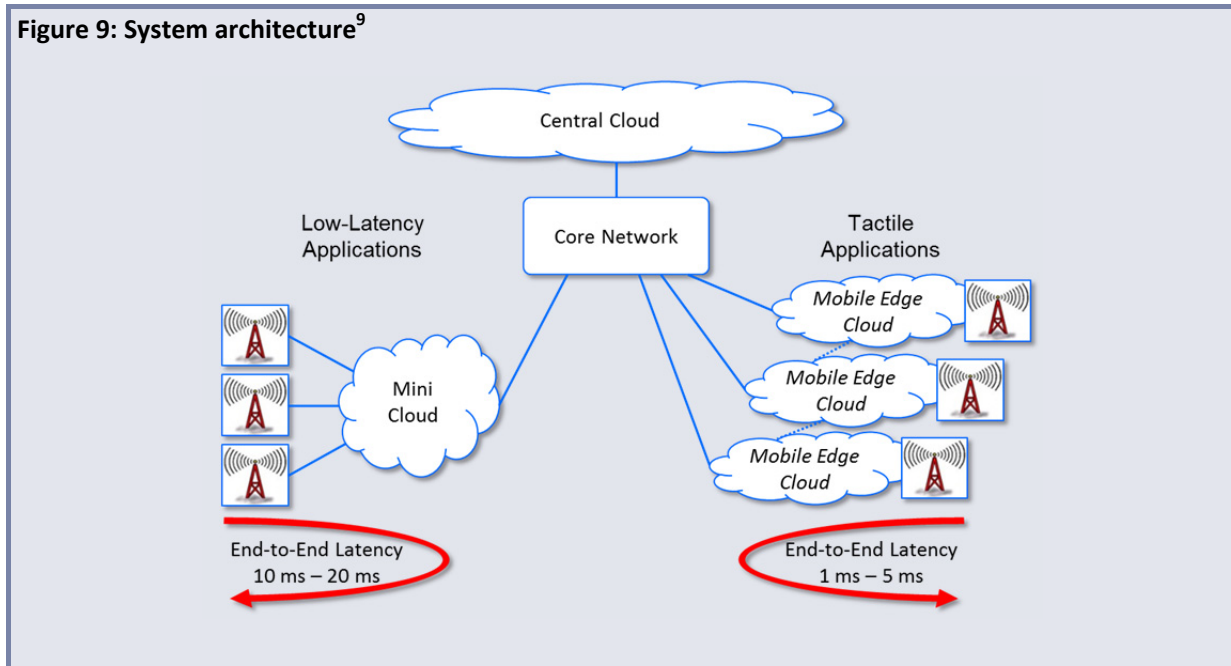 Figure 9: System architecture9
Central Cloud
Core Network
Low-Latency
Applications
Tactile
Applications
Mobile Edge
Cloud
Mobile Edge
Cloud
Mobile Edge
Cloud
Mini
Cloud
End-to-End Latency
10 ms – 20 ms
End-to-End Latency
1 ms – 5 ms